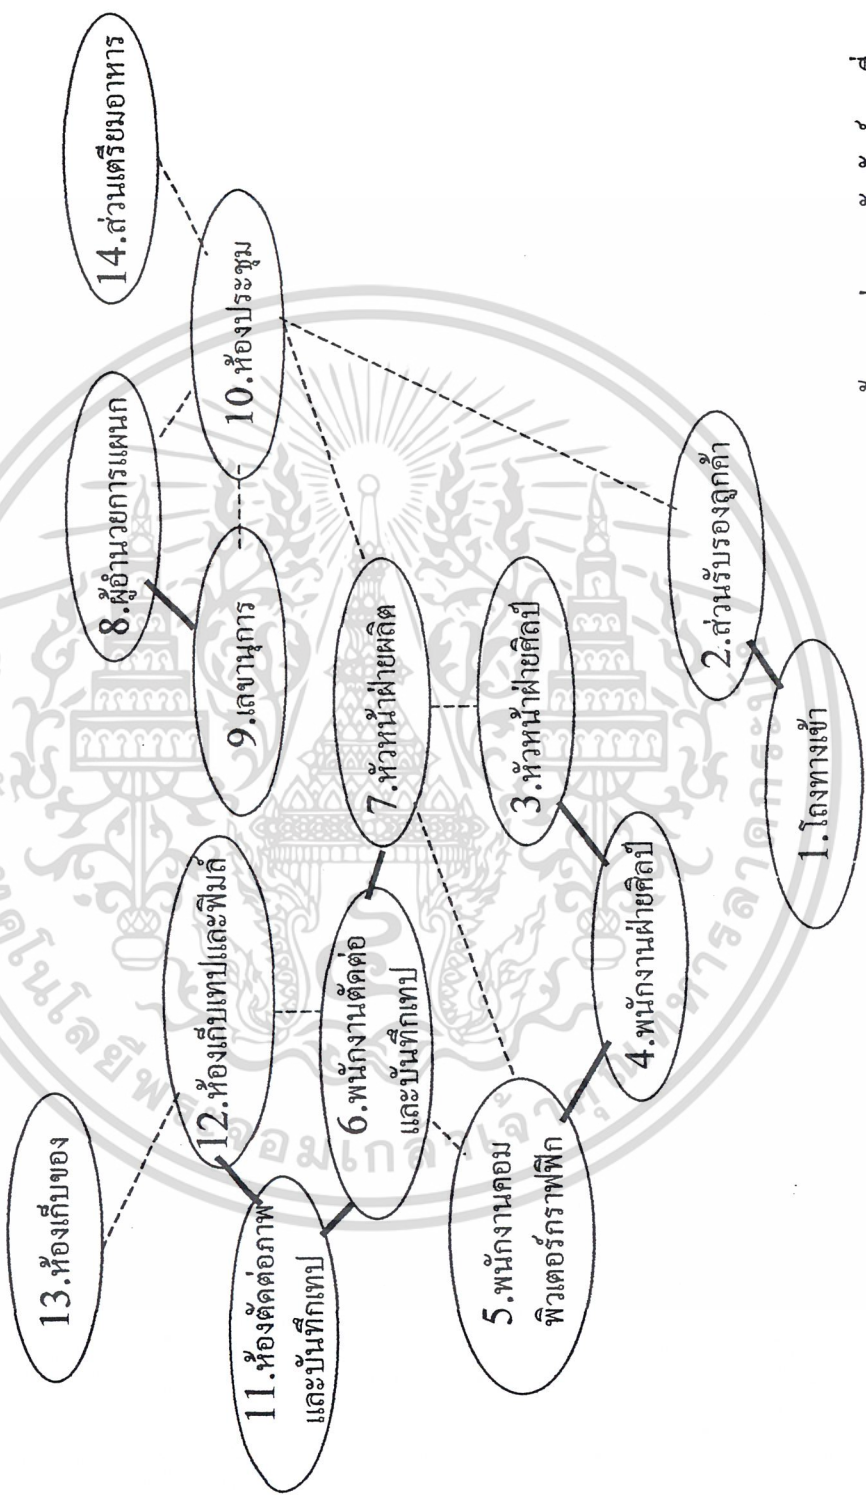 1.โถงทางเข้า
2.ส่วนรับรองลูกค้า
3.หัวหน้าฝ่ายศิลป์
4.พนักงานฝ่ายศิลป์
5.พนักงานคอม
พิวเตอร์กราฟฟิก
6.พนักงานตัดต่อ
และบันทึกเทป
7.หัวหน้าฝ่ายผลิต
8.ผู้อำนวยการแผนก
9.เลขานุการ
10.ห้องประชุม
11.ห้องตัดต่อภาพ
และบันทึกเทป
12.ห้องเก็บเทปและฟิมล์
13.ห้องเก็บของ
14.ส่วนเตรียมอาหาร